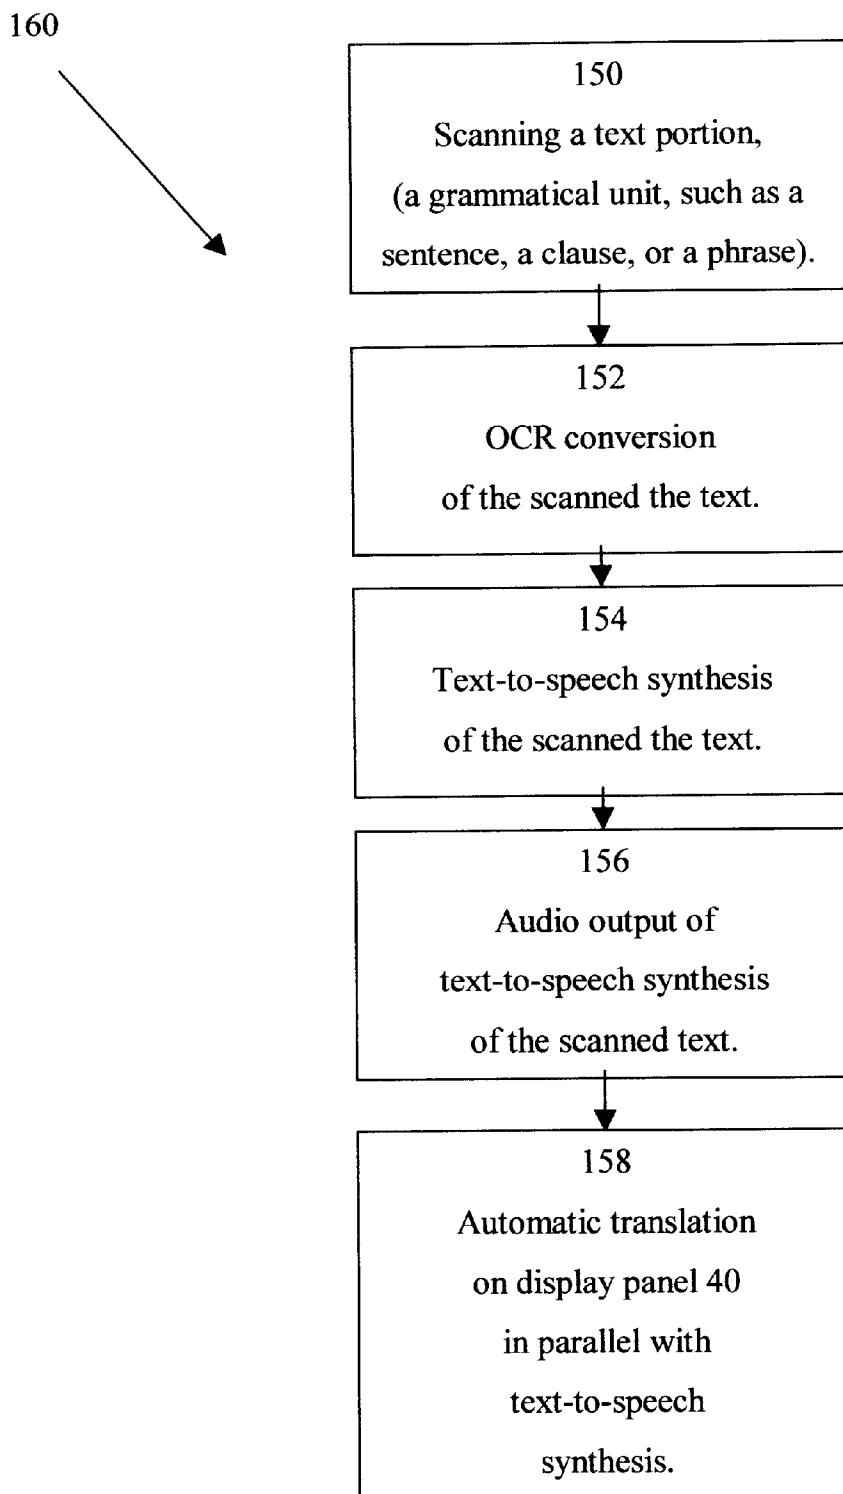 160
150
Scanning a text portion,
(a grammatical unit, such as a
sentence, a clause, or a phrase).
152
OCR conversion
of the scanned the text.
154
Text-to-speech synthesis
of the scanned the text.
156
Audio output of
text-to-speech synthesis
of the scanned text.
158
Automatic translation
on display panel 40
in parallel with
text-to-speech
synthesis.